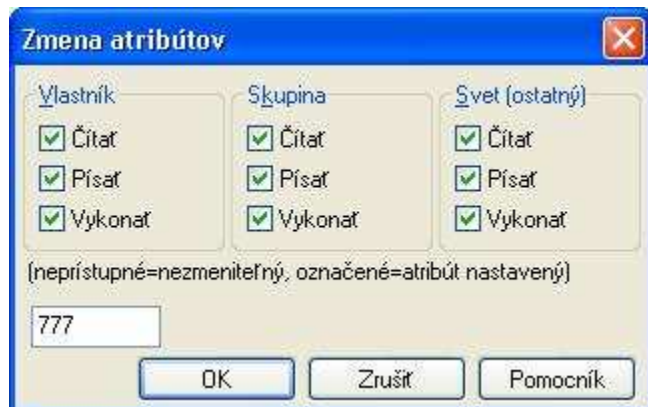 Zmena atribútov
Vlastník Skupina Svet (ostatný)
Čítať Čítať Čítať
Písať Písať Písať
Vykonať Vykonať Vykonať
(neprístupné=nezmeniteľný, označené=atribút nastavený)
777
OK Zrušiť Pomocník